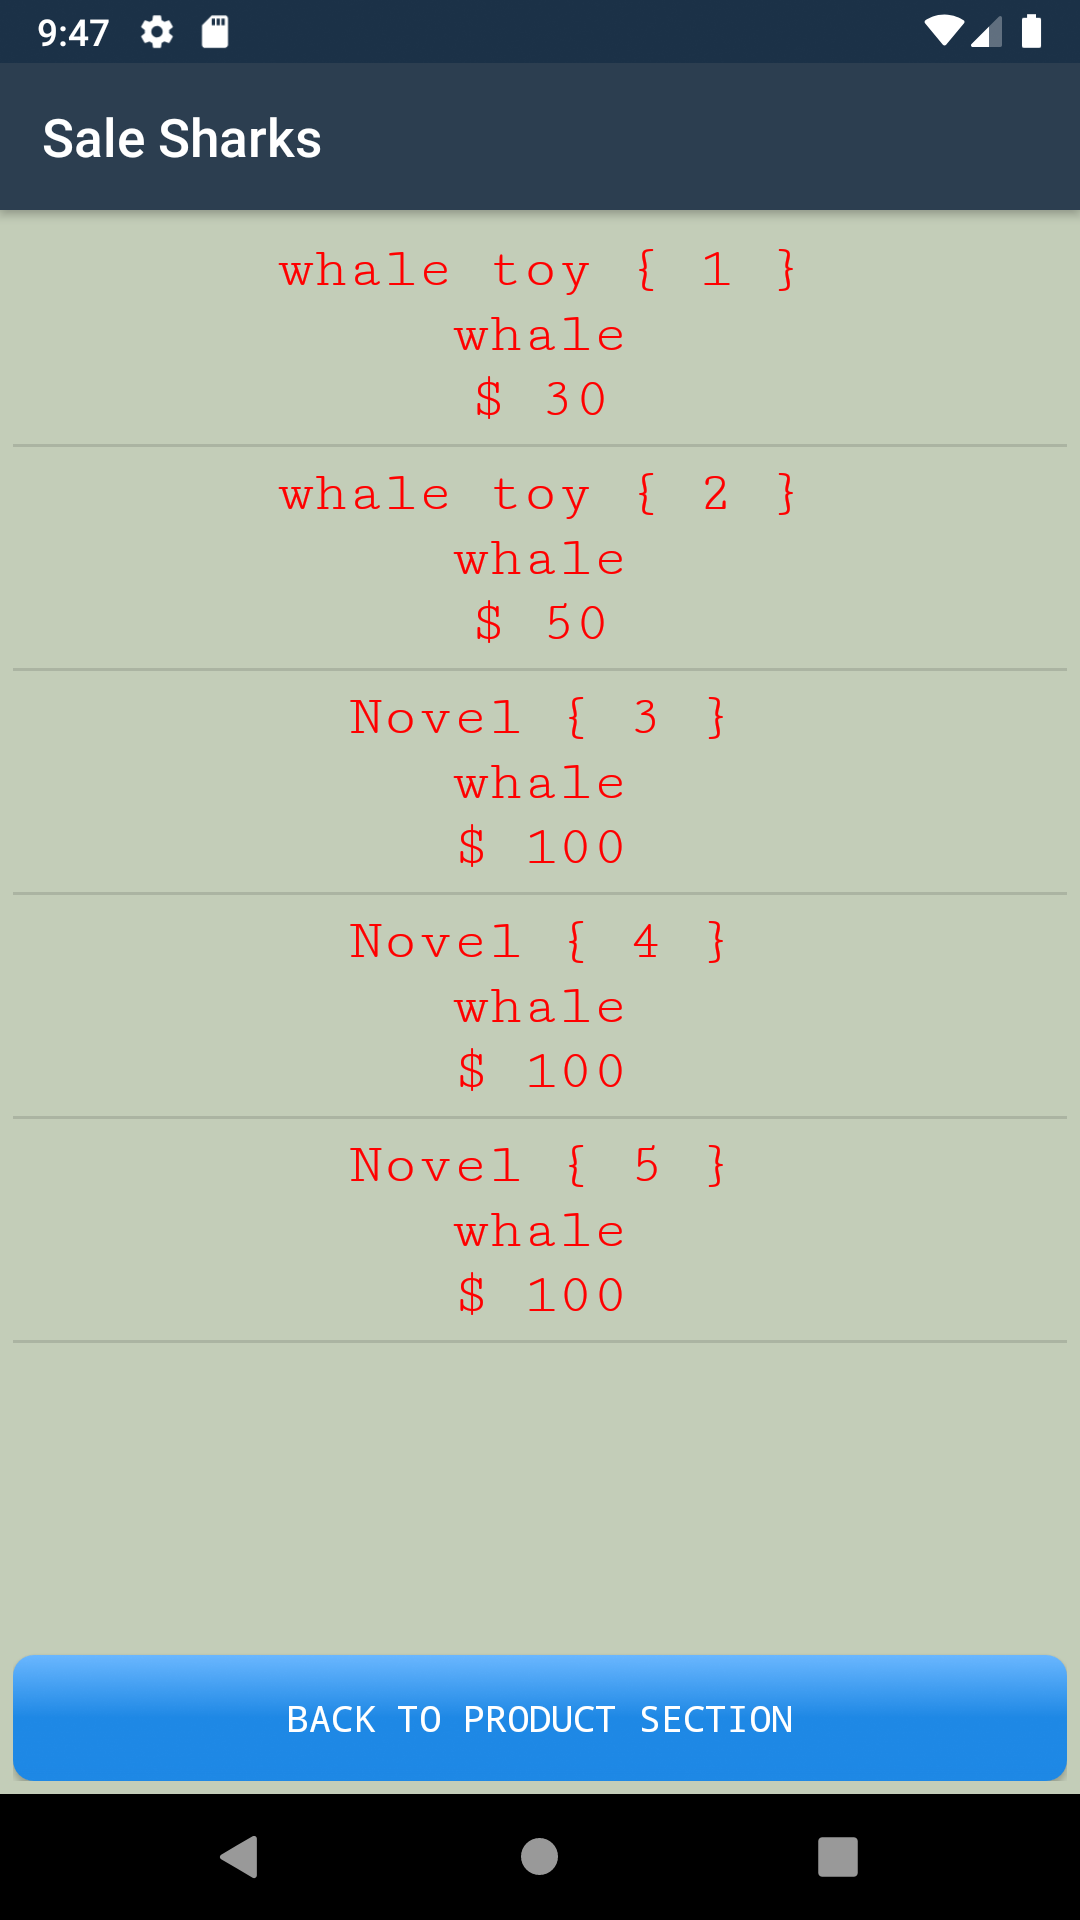 9:47
Sale Sharks
whale toy { 1 }
whale
$ 30
whale toy { 2 }
whale
$ 50
Novel { 3 }
whale
$ 100
Novel { 4 }
whale
$ 100
Novel { 5 }
whale
$ 100
BACK TO PRODUCT SECTION